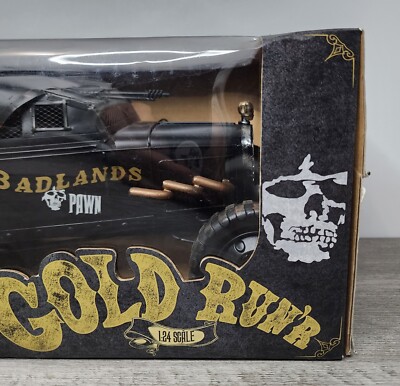 BADLANDS
PAWN
GOLD RUN'R
1:24 SCALE